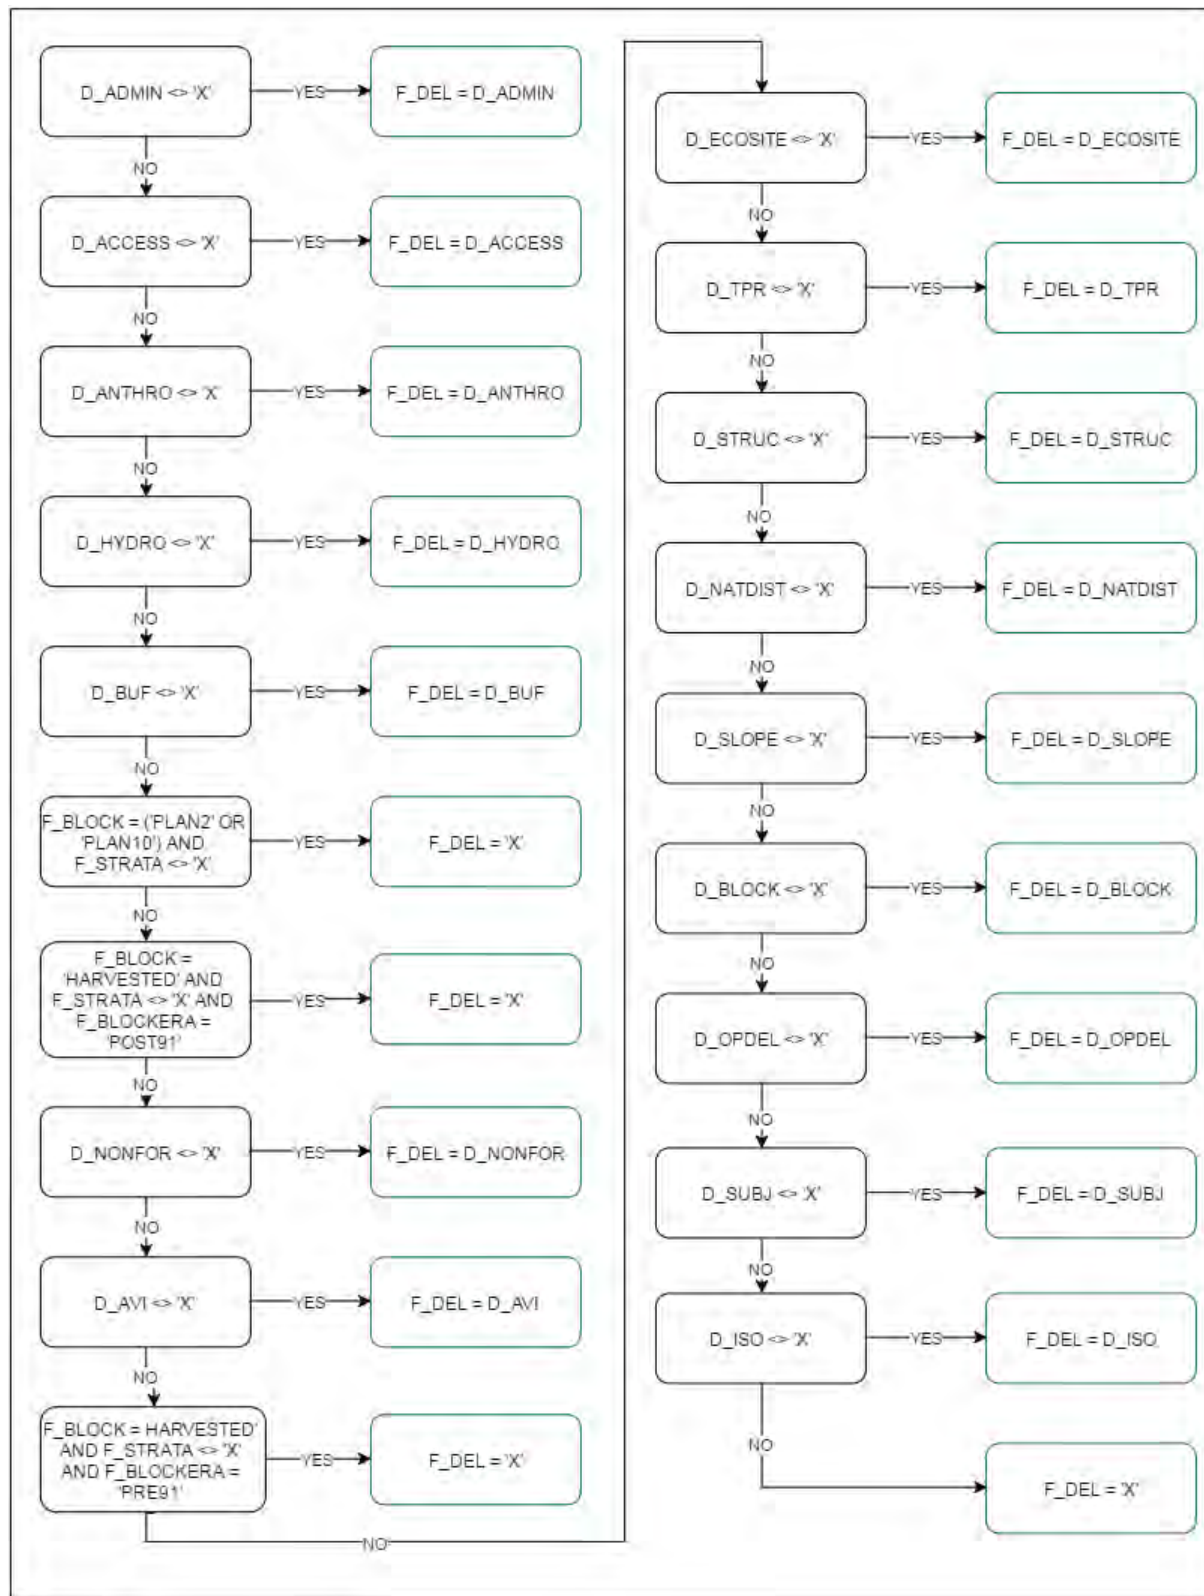 D_ADMIN <> 'X'
YES
F_DEL = D_ADMIN
NO
D_ACCESS <> 'X'
YES
F_DEL = D_ACCESS
NO
D_ANTHRO <> 'X'
YES
F_DEL = D_ANTHRO
NO
D_HYDRO <> 'X'
YES
F_DEL = D_HYDRO
NO
D_BUF <> 'X'
YES
F_DEL = D_BUF
NO
F_BLOCK = ('PLAN2' OR
'PLAN10') AND
F_STRATA <> 'X'
YES
F_DEL = 'X'
NO
F_BLOCK =
'HARVESTED' AND
F_STRATA <> 'X' AND
F_BLOCKERA =
'POST91'
YES
F_DEL = 'X'
NO
D_NONFOR <> 'X'
YES
F_DEL = D_NONFOR
NO
D_AVI <> 'X'
YES
F_DEL = D_AVI
NO
F_BLOCK = HARVESTED'
AND F_STRATA <> 'X'
AND F_BLOCKERA =
'PRE91'
YES
F_DEL = 'X'
NO
D_ECOSITE <> 'X'
YES
F_DEL = D_ECOSITE
NO
D_TPR <> 'X'
YES
F_DEL = D_TPR
NO
D_STRUC <> 'X'
YES
F_DEL = D_STRUC
NO
D_NATDIST <> 'X'
YES
F_DEL = D_NATDIST
NO
D_SLOPE <> 'X'
YES
F_DEL = D_SLOPE
NO
D_BLOCK <> 'X'
YES
F_DEL = D_BLOCK
NO
D_OPDEL <> 'X'
YES
F_DEL = D_OPDEL
NO
D_SUBJ <> 'X'
YES
F_DEL = D_SUBJ
NO
D_ISO <> 'X'
YES
F_DEL = D_ISO
NO
F_DEL = 'X'